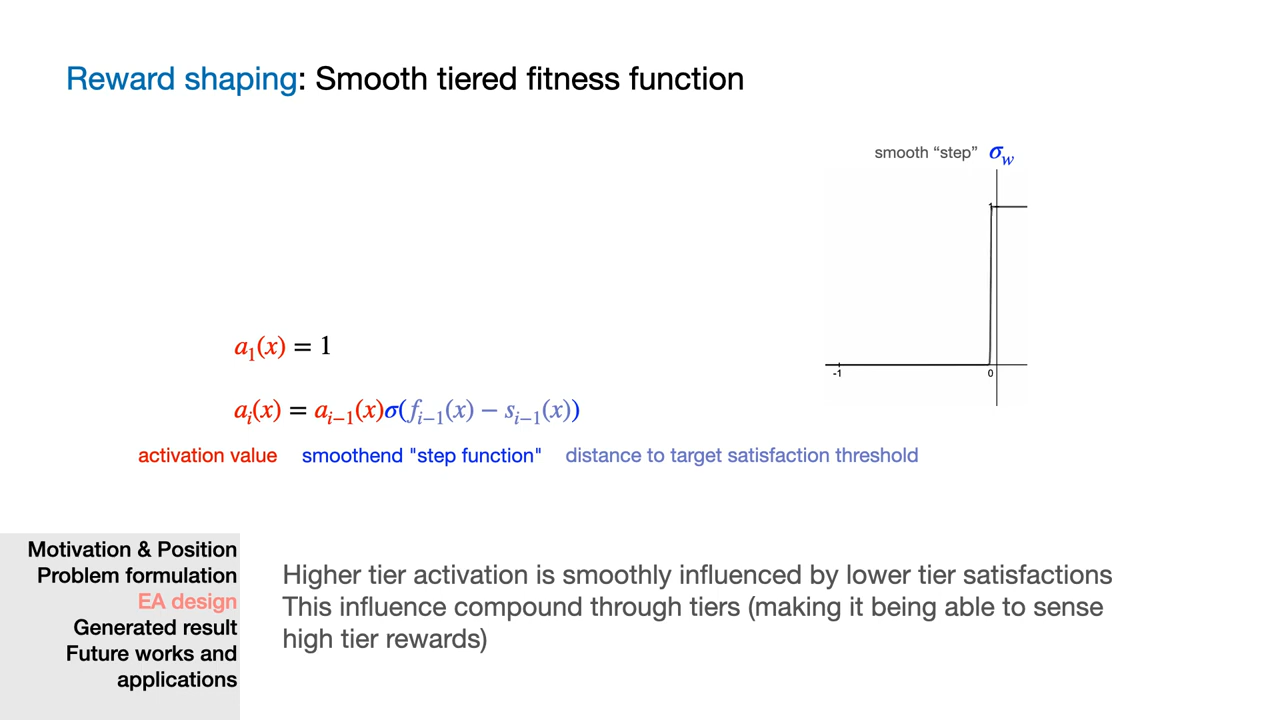 Reward shaping: Smooth tiered fitness function
smooth “step” σ_w
1
-1
0
a₁(x) = 1
aᵢ(x) = aᵢ₋₁(x)σ(fᵢ₋₁(x) − sᵢ₋₁(x))
activation value smoothend "step function" distance to target satisfaction threshold
Motivation & Position
Problem formulation
EA design
Generated result
Future works and
applications
Higher tier activation is smoothly influenced by lower tier satisfactions
This influence compound through tiers (making it being able to sense
high tier rewards)